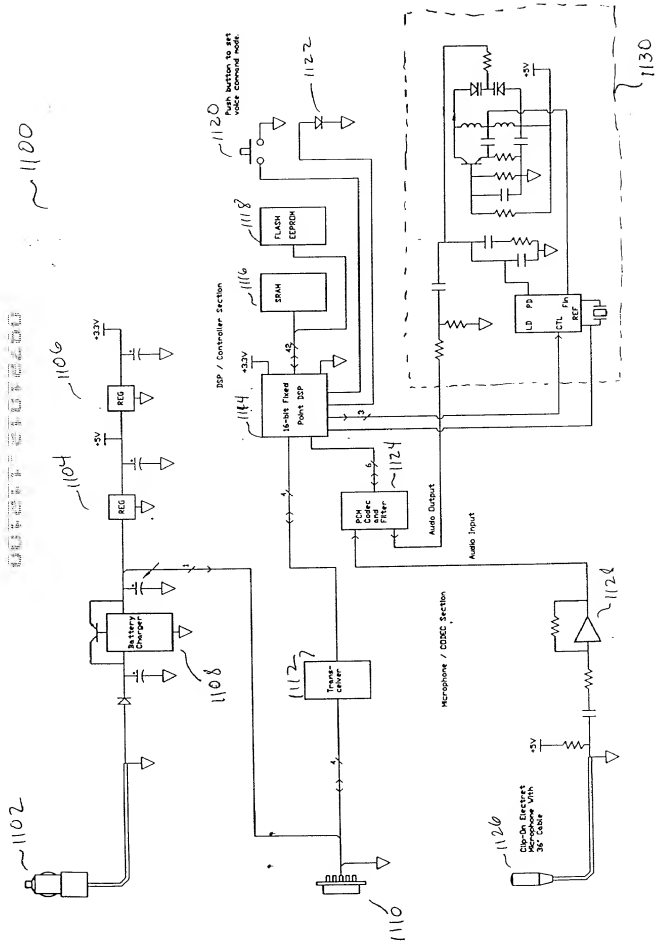 1100
1102
1104
1106
REG
REG
+5V
+3.3V
Battery
Charger
1108
1
DSP / Controller Section
1110
Trans-
ceiver
1112
4
4
1114
16-bit Fixed
Point DSP
+3.3V
42
SRAM
1116
FLASH
EEPROM
1118
1120
Push button to set
voice command mode.
1122
3
6
PCM
Codec
and
Filter
1124
Audio Output
Audio Input
Microphone / CODEC Section
1126
Clip-On Electret
Microphone With
36" Cable
+5V
1128
LD
PD
CTL
Fin
REF
+5V
1130